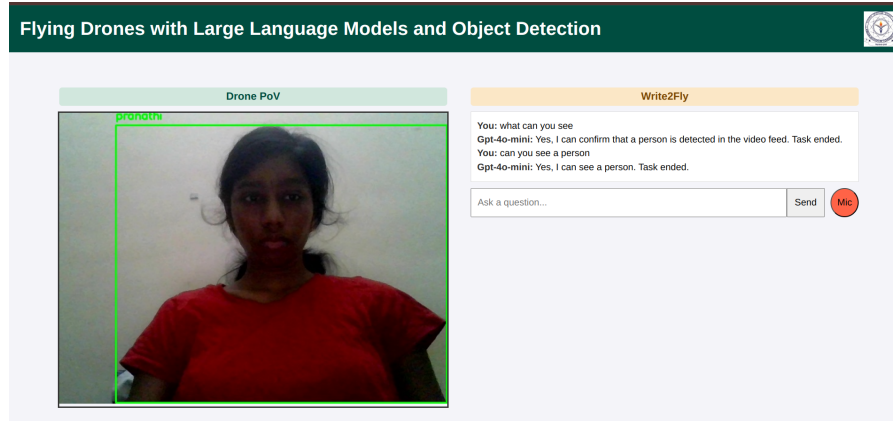 Flying Drones with Large Language Models and Object Detection
Drone PoV
pranathi
Write2Fly
You: what can you see
Gpt-4o-mini: Yes, I can confirm that a person is detected in the video feed. Task ended.
You: can you see a person
Gpt-4o-mini: Yes, I can see a person. Task ended.
Ask a question...
Send
Mic